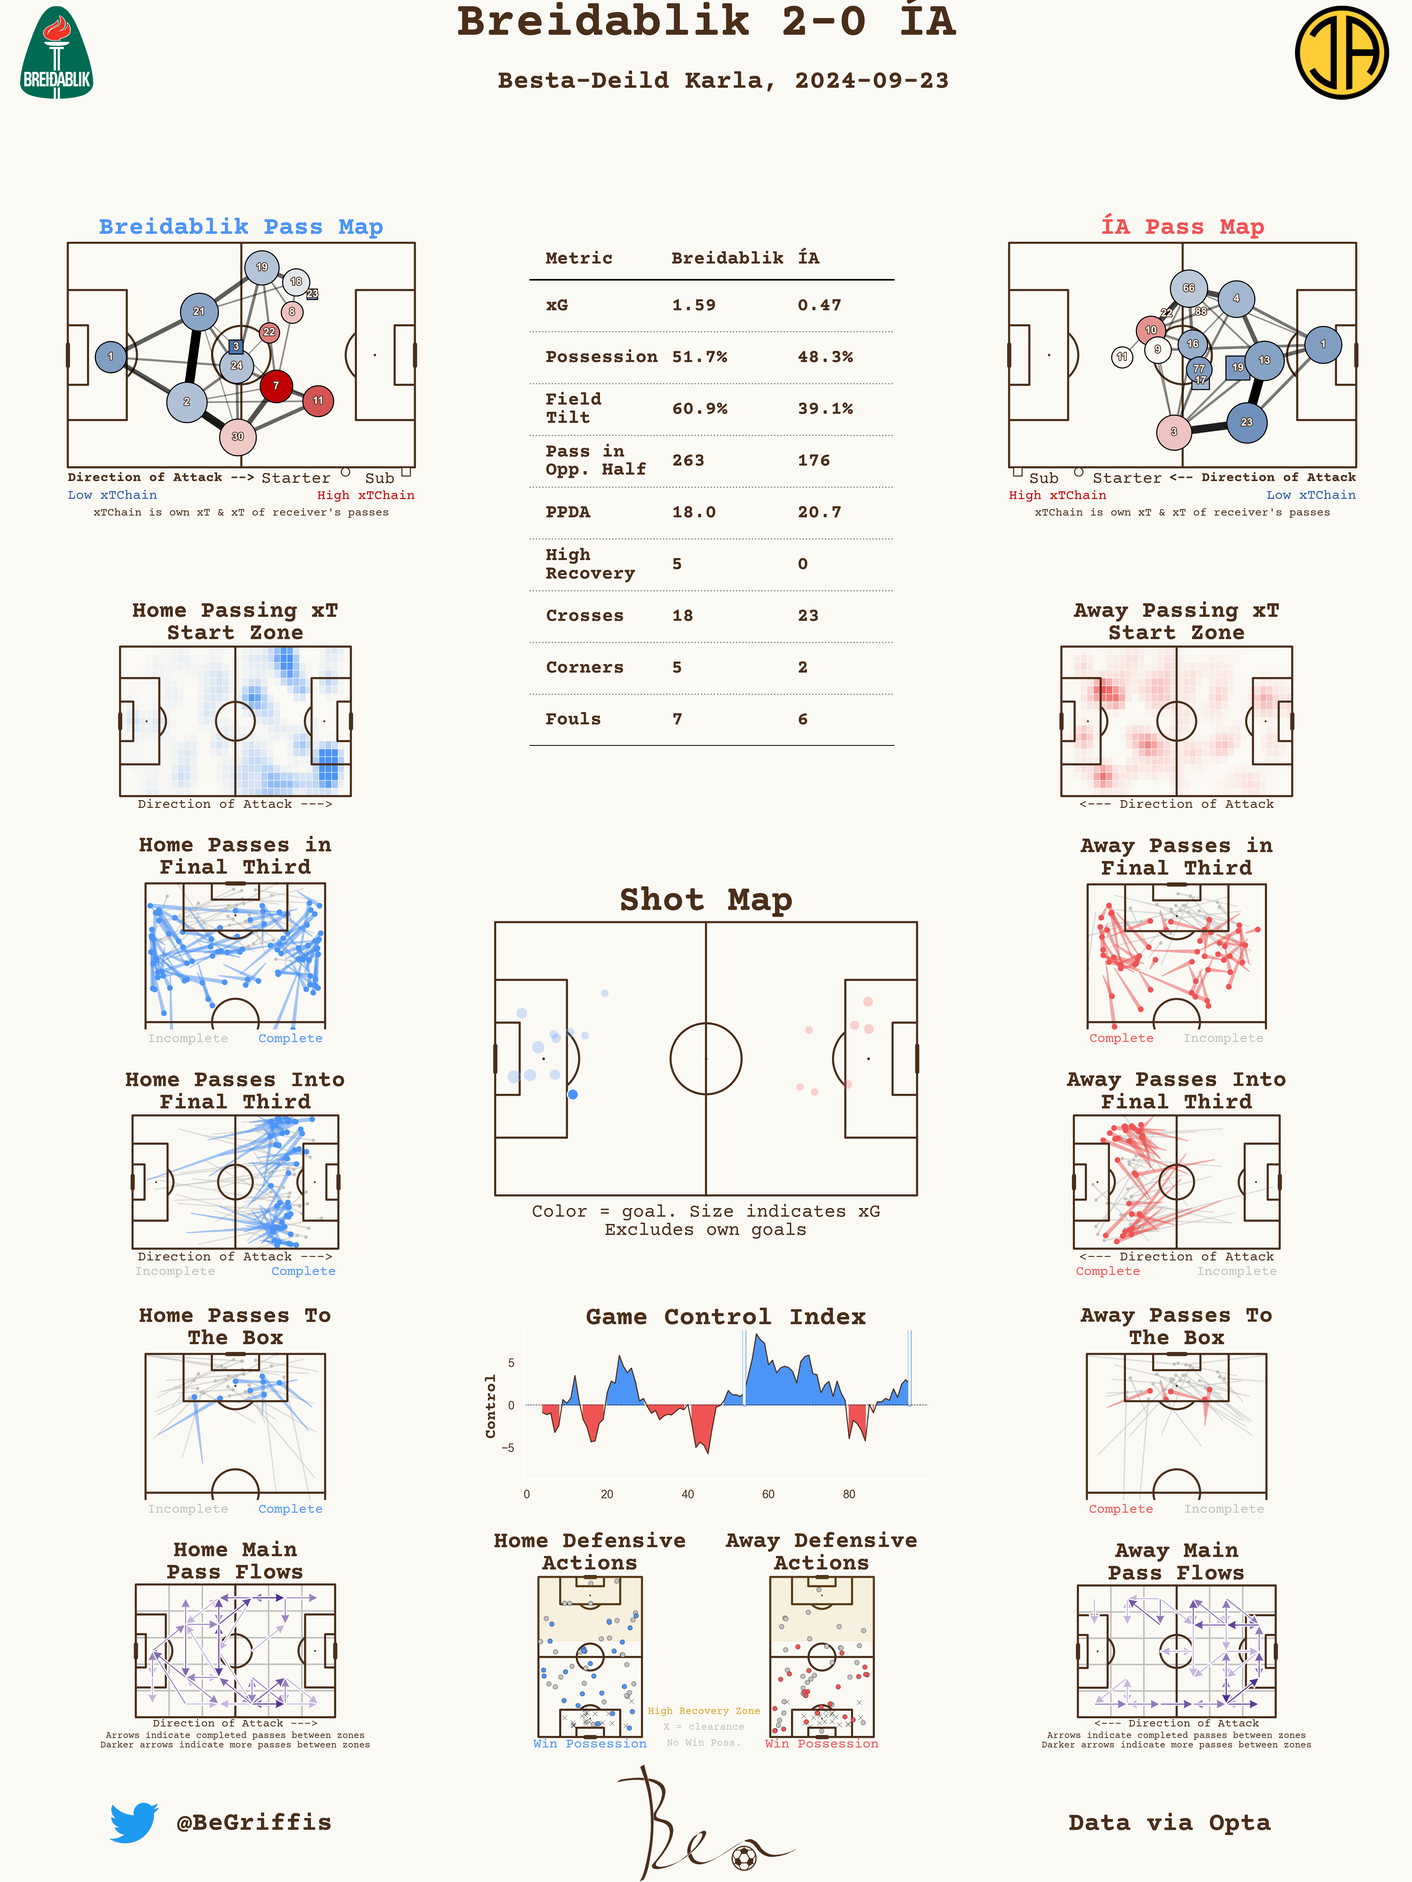 Breidablik 2-0 ÍA
Besta-Deild Karla, 2024-09-23
BREIÐABLIK
ÍA
Breidablik Pass Map
19
18
23
21
8
22
3
1
24
7
2
11
30
Direction of Attack --> Starter Sub
Low xTChain High xTChain
xTChain is own xT & xT of receiver's passes
Metric Breidablik ÍA
xG 1.59 0.47
Possession 51.7% 48.3%
Field
Tilt 60.9% 39.1%
Pass in
Opp. Half 263 176
PPDA 18.0 20.7
High
Recovery 5 0
Crosses 18 23
Corners 5 2
Fouls 7 6
ÍA Pass Map
66
4
22
88
10
16
1
9
11
13
77
19
17
3
23
Sub Starter <-- Direction of Attack
High xTChain Low xTChain
xTChain is own xT & xT of receiver's passes
Home Passing xT
Start Zone
Direction of Attack --->
Away Passing xT
Start Zone
<--- Direction of Attack
Home Passes in
Final Third
Incomplete Complete
Away Passes in
Final Third
Complete Incomplete
Shot Map
Color = goal. Size indicates xG
Excludes own goals
Home Passes Into
Final Third
Direction of Attack --->
Incomplete Complete
Away Passes Into
Final Third
<--- Direction of Attack
Complete Incomplete
Home Passes To
The Box
Incomplete Complete
Game Control Index
Control
5
0
−5
0 20 40 60 80
Away Passes To
The Box
Complete Incomplete
Home Main
Pass Flows
Direction of Attack --->
Arrows indicate completed passes between zones
Darker arrows indicate more passes between zones
Home Defensive
Actions
Win Possession
Away Defensive
Actions
Win Possession
High Recovery Zone
X = clearance
No Win Poss.
Away Main
Pass Flows
<--- Direction of Attack
Arrows indicate completed passes between zones
Darker arrows indicate more passes between zones
@BeGriffis
Ben
Data via Opta